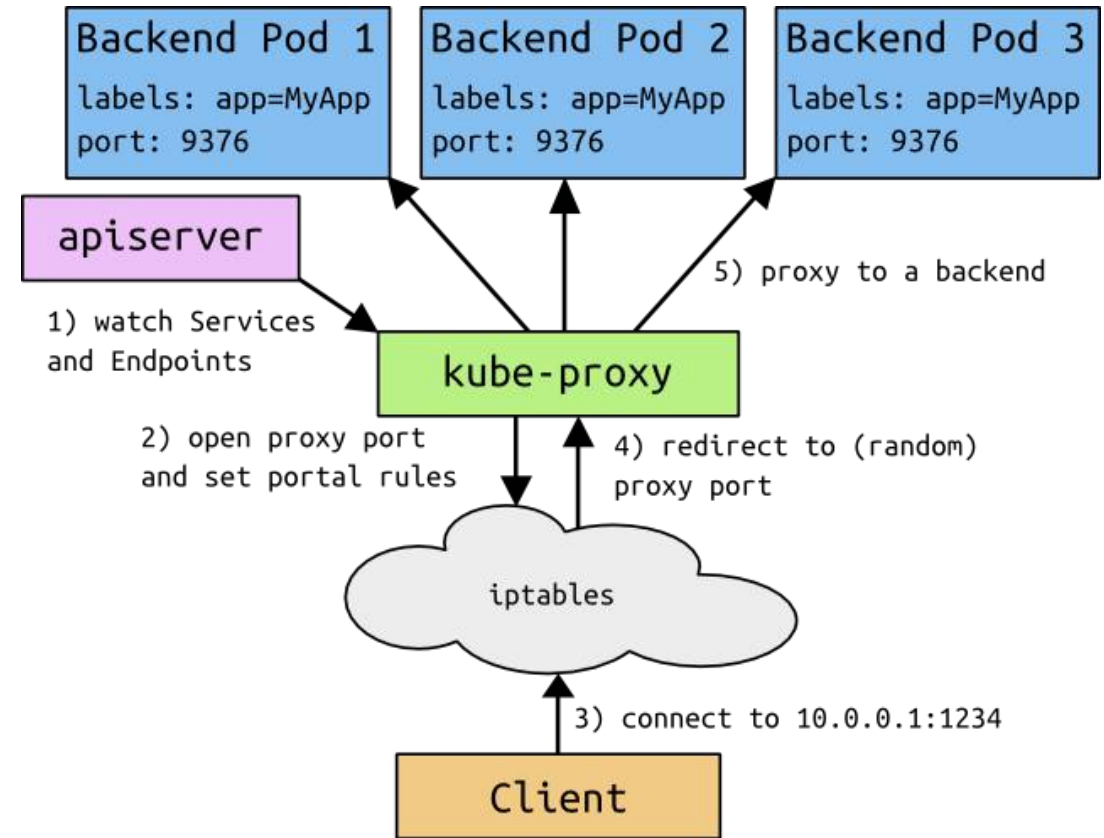 Backend Pod 1
labels: app=MyApp
port: 9376
Backend Pod 2
labels: app=MyApp
port: 9376
Backend Pod 3
labels: app=MyApp
port: 9376
apiserver
5) proxy to a backend
1) watch Services
and Endpoints
kube-proxy
2) open proxy port
and set portal rules
4) redirect to (random)
proxy port
iptables
3) connect to 10.0.0.1:1234
Client